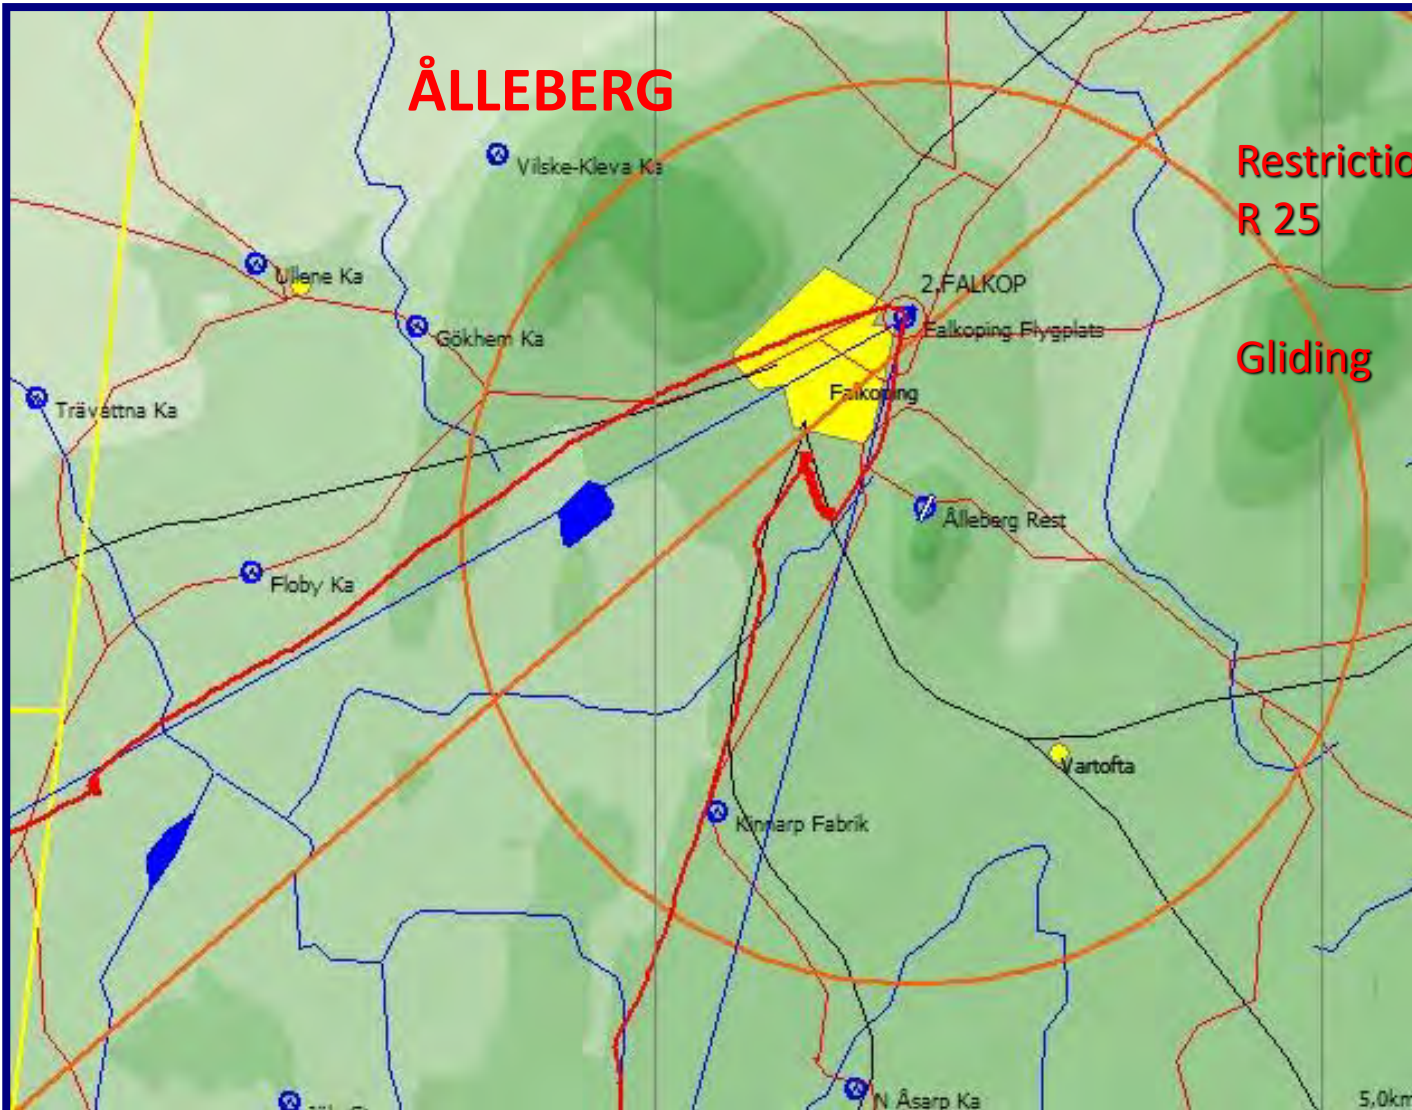 ÅLLEBERG
Vilske-Kleva Ka
Restrictio
R 25
Ullene Ka
2.FALKOP
Gökhem Ka
Falkoping Flygplats
Gliding
Trävattna Ka
Falkoping
Ålleberg Rest
Floby Ka
Vartofta
Kinnarp Fabrik
N Åsarp Ka
5,0km